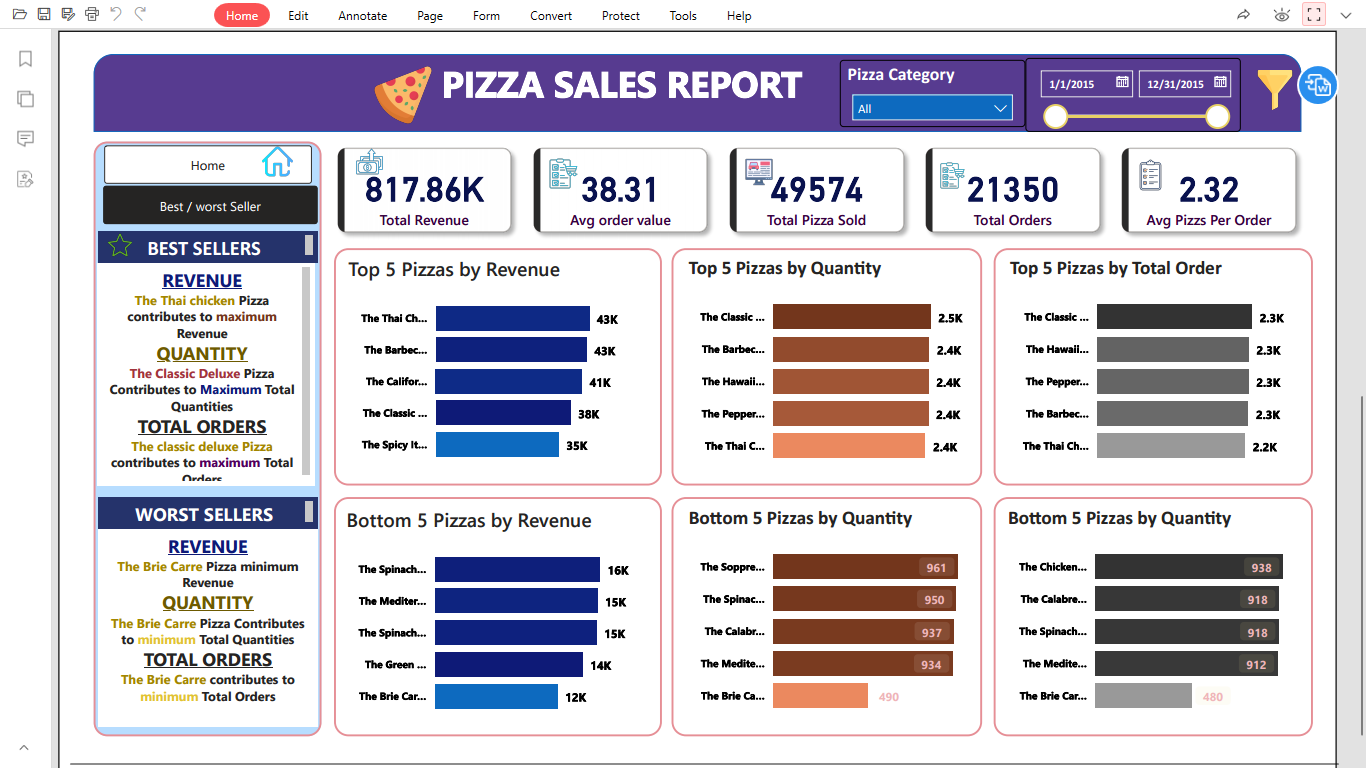 Home Edit Annotate Page Form Convert Protect Tools Help
PIZZA SALES REPORT
Pizza Category
All
1/1/2015
12/31/2015
Home
Best / worst Seller
817.86K
Total Revenue
38.31
Avg order value
49574
Total Pizza Sold
21350
Total Orders
2.32
Avg Pizzs Per Order
BEST SELLERS
REVENUE
The Thai chicken Pizza
contributes to maximum
Revenue
QUANTITY
The Classic Deluxe Pizza
Contributes to Maximum Total
Quantities
TOTAL ORDERS
The classic deluxe Pizza
contributes to maximum Total
Orders
WORST SELLERS
REVENUE
The Brie Carre Pizza minimum
Revenue
QUANTITY
The Brie Carre Pizza Contributes
to minimum Total Quantities
TOTAL ORDERS
The Brie Carre contributes to
minimum Total Orders
Top 5 Pizzas by Revenue
The Thai Ch... 43K
The Barbec... 43K
The Califor... 41K
The Classic ... 38K
The Spicy It... 35K
Top 5 Pizzas by Quantity
The Classic ... 2.5K
The Barbec... 2.4K
The Hawaii... 2.4K
The Pepper... 2.4K
The Thai C... 2.4K
Top 5 Pizzas by Total Order
The Classic ... 2.3K
The Hawaii... 2.3K
The Pepper... 2.3K
The Barbec... 2.3K
The Thai Ch... 2.2K
Bottom 5 Pizzas by Revenue
The Spinach... 16K
The Mediter... 15K
The Spinach... 15K
The Green ... 14K
The Brie Car... 12K
Bottom 5 Pizzas by Quantity
The Soppre... 961
The Spinac... 950
The Calabr... 937
The Medite... 934
The Brie Ca... 490
Bottom 5 Pizzas by Quantity
The Chicken... 938
The Calabre... 918
The Spinach... 918
The Medite... 912
The Brie Car... 480